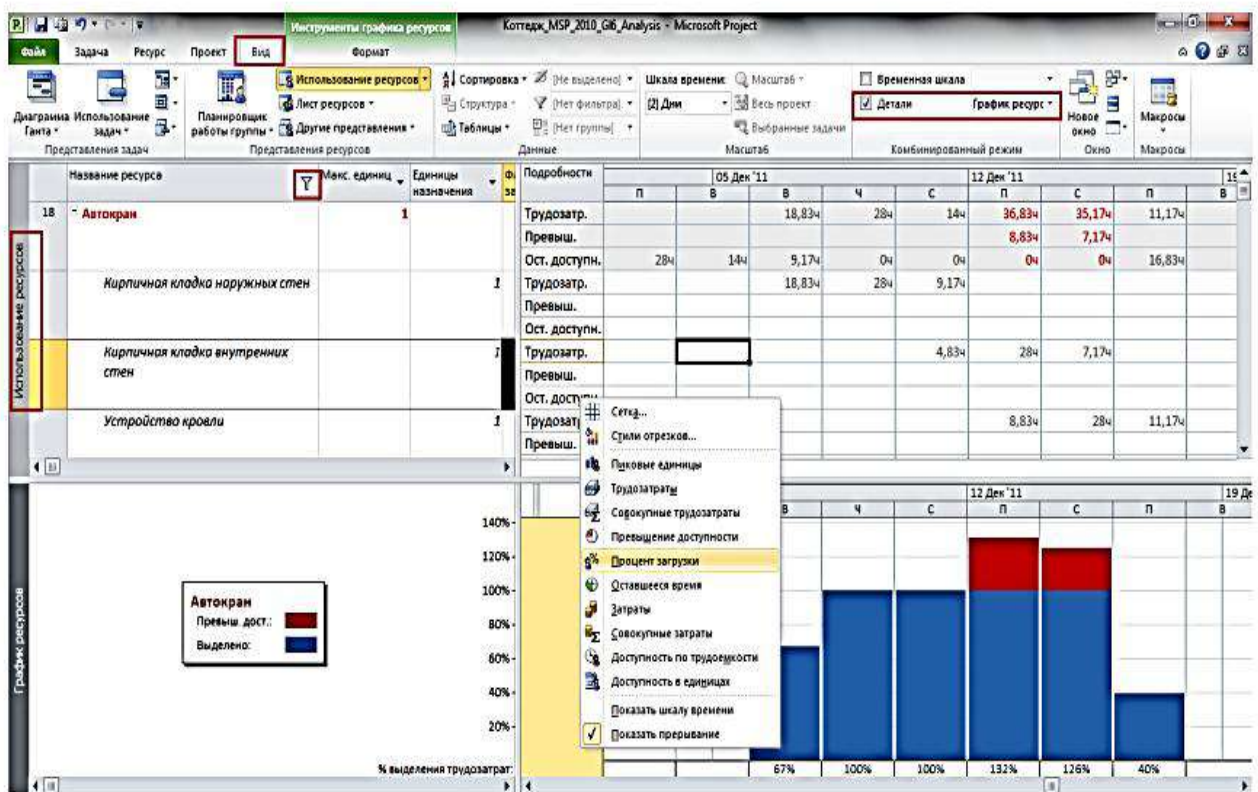 Инструменты графика ресурсов Коттедж_MSP_2010_Gl6_Analysis - Microsoft Project
Файл Задача Ресурс Проект Вид Формат
Диаграмма Ганта
Использование задач
Представления задач
Планировщик работы группы
Использование ресурсов
Лист ресурсов
Другие представления
Представления ресурсов
Сортировка [Не выделено]
Структура [Нет фильтра]
Таблицы [Нет группы]
Данные
Шкала времени: Масштаб
[2] Дни Весь проект
Выбранные задачи
Масштаб
Временная шкала
Детали График ресурс
Комбинированный режим
Новое окно
Окно
Макросы
Макросы
Название ресурса Макс. единиц Единицы назначения Подробности 05 Дек '11 12 Дек '11
П В В Ч С П С П В
18 Автокран 1 Трудозатр. 18,83ч 28ч 14ч 36,83ч 35,17ч 11,17ч
Превыш. 8,83ч 7,17ч
Ост. доступн. 28ч 14ч 9,17ч 0ч 0ч 0ч 0ч 16,83ч
Кирпичная кладка наружных стен 1 Трудозатр. 18,83ч 28ч 9,17ч
Превыш.
Ост. доступн.
Кирпичная кладка внутренних стен 1 Трудозатр. 4,83ч 28ч 7,17ч
Превыш.
Ост. доступн.
Устройство кровли 1 Трудозат 8,83ч 28ч 11,17ч
Превыш.
Использование ресурсов
Сетка...
Стили отрезков...
Пиковые единицы
Трудозатраты
Совокупные трудозатраты
Превышение доступности
Процент загрузки
Оставшееся время
Затраты
Совокупные затраты
Доступность по трудоемкости
Доступность в единицах
Показать шкалу времени
Показать прерывание
График ресурсов
Автокран
Превыш. дост.:
Выделено:
12 Дек '11 19 Де
В Ч С П С П В
140%
120%
100%
80%
60%
40%
20%
% выделения трудозатрат: 67% 100% 100% 132% 126% 40%